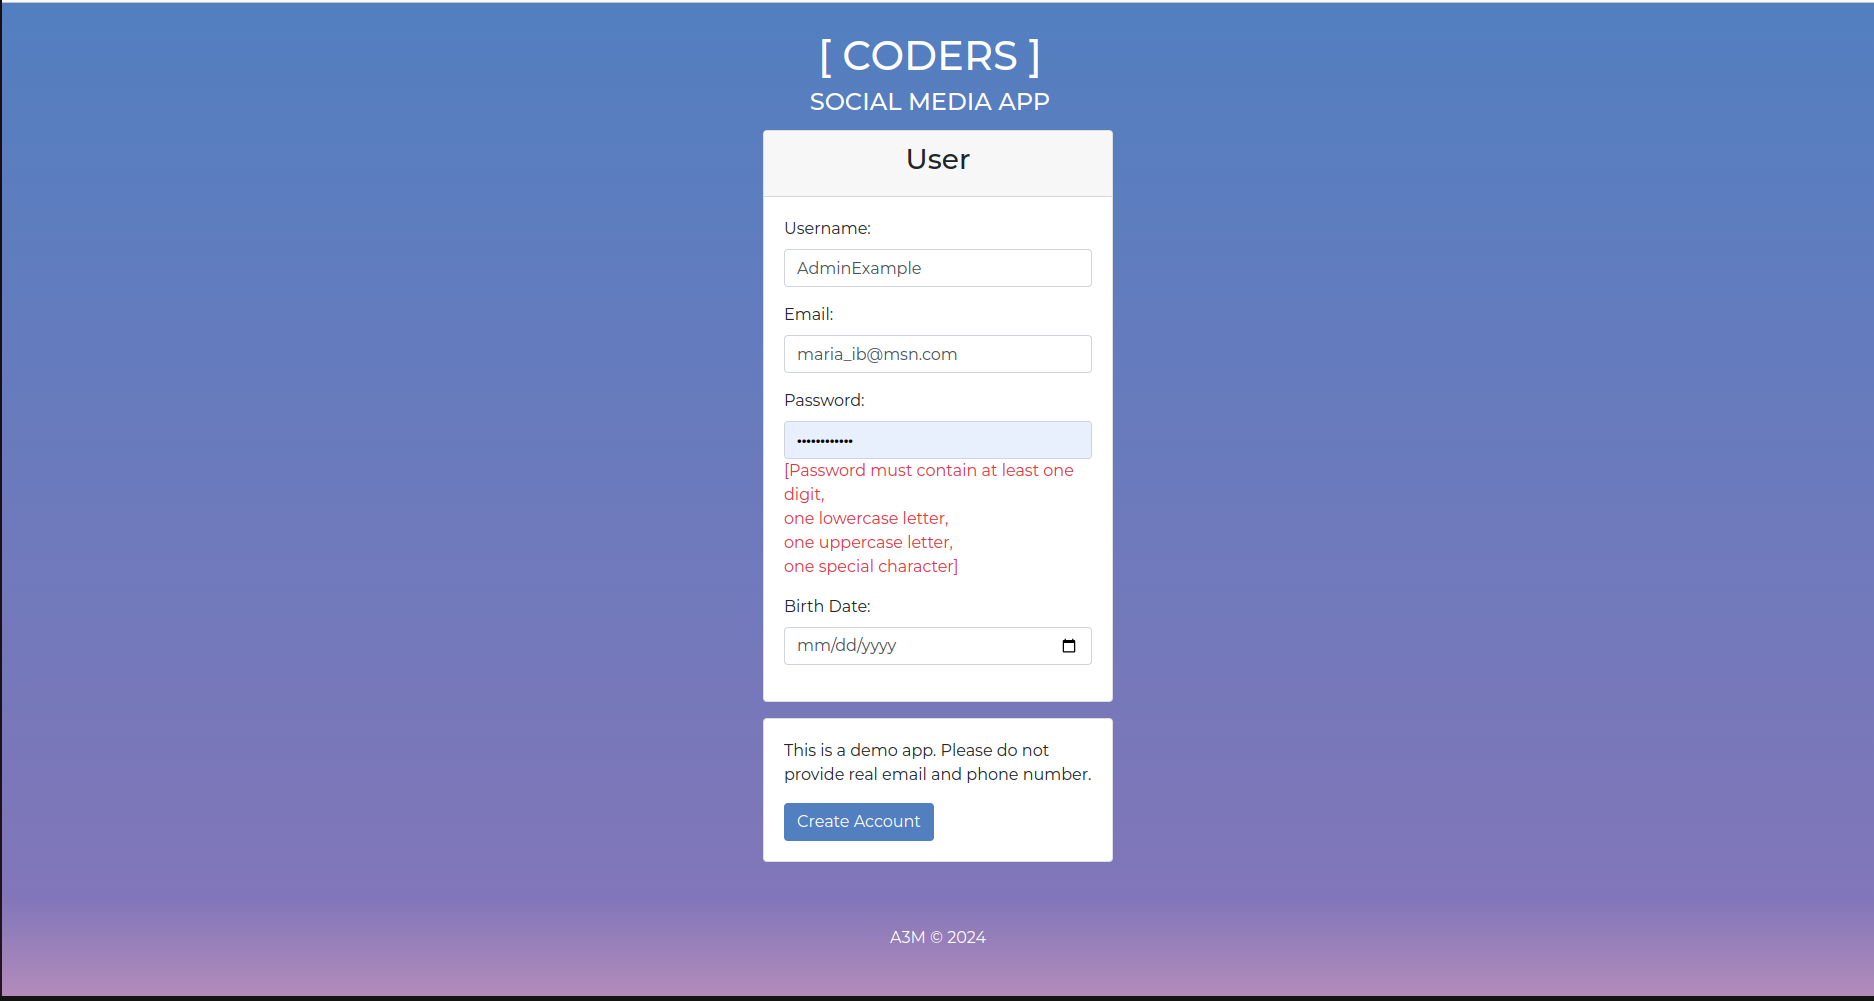 [ CODERS ]
SOCIAL MEDIA APP
User
Username:
AdminExample
Email:
maria_ib@msn.com
Password:
••••••••••••
[Password must contain at least one
digit,
one lowercase letter,
one uppercase letter,
one special character]
Birth Date:
mm/dd/yyyy
This is a demo app. Please do not
provide real email and phone number.
Create Account
A3M © 2024